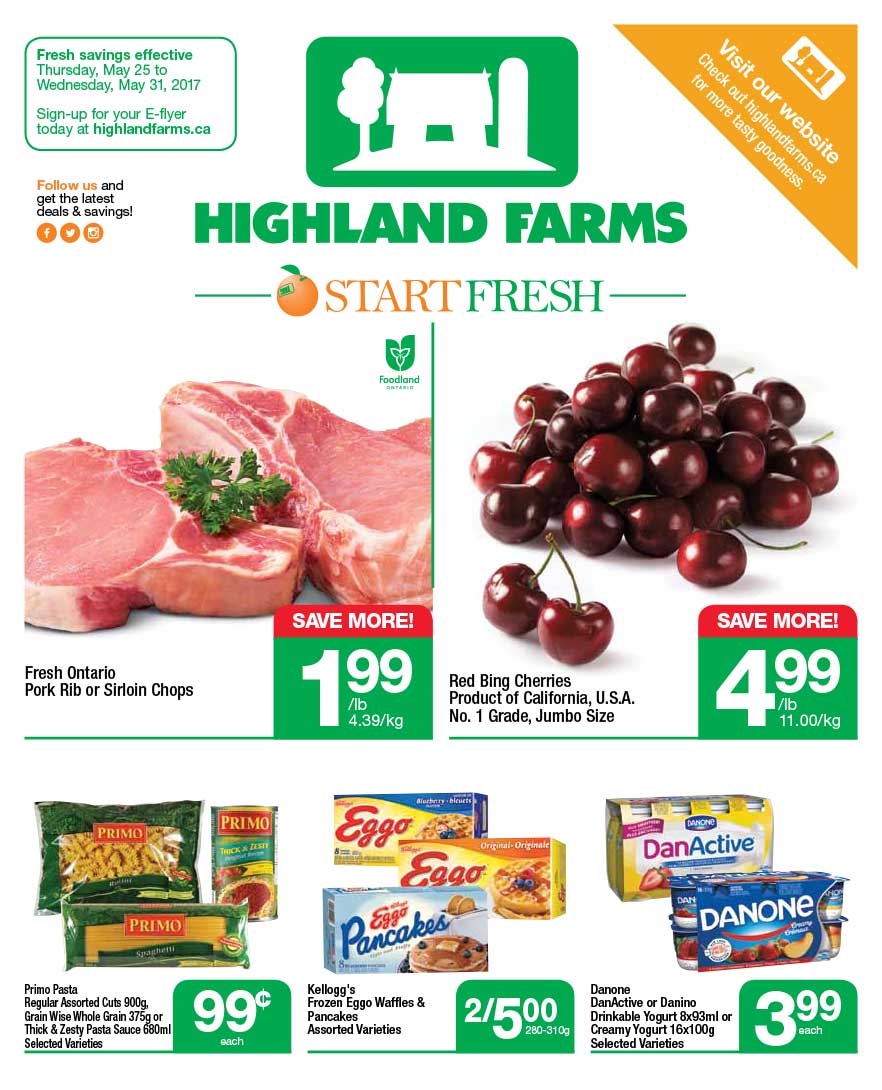 Fresh savings effective
Thursday, May 25 to
Wednesday, May 31, 2017
Sign-up for your E-flyer
today at highlandfarms.ca
Follow us and
get the latest
deals & savings!
Visit our website
Check out highlandfarms.ca
for more tasty goodness.
HIGHLAND FARMS
START FRESH
Foodland
ONTARIO
SAVE MORE!
1.99
/lb
4.39/kg
Fresh Ontario
Pork Rib or Sirloin Chops
SAVE MORE!
4.99
/lb
11.00/kg
Red Bing Cherries
Product of California, U.S.A.
No. 1 Grade, Jumbo Size
PRIMO
Rotini
PRIMO
THICK & ZESTY
PRIMO
Spaghetti
Primo Pasta
Regular Assorted Cuts 900g,
Grain Wise Whole Grain 375g or
Thick & Zesty Pasta Sauce 680ml
Selected Varieties
99¢
each
Blueberry - bleuets
Eggo
8
Original - Originale
Eggo
Eggo
Pancakes
8
Kellogg's
Frozen Eggo Waffles &
Pancakes
Assorted Varieties
2/5.00
280-310g
DANONE
DanActive
DANONE
Creamy
Crémeux
Danone
DanActive or Danino
Drinkable Yogurt 8x93ml or
Creamy Yogurt 16x100g
Selected Varieties
3.99
each